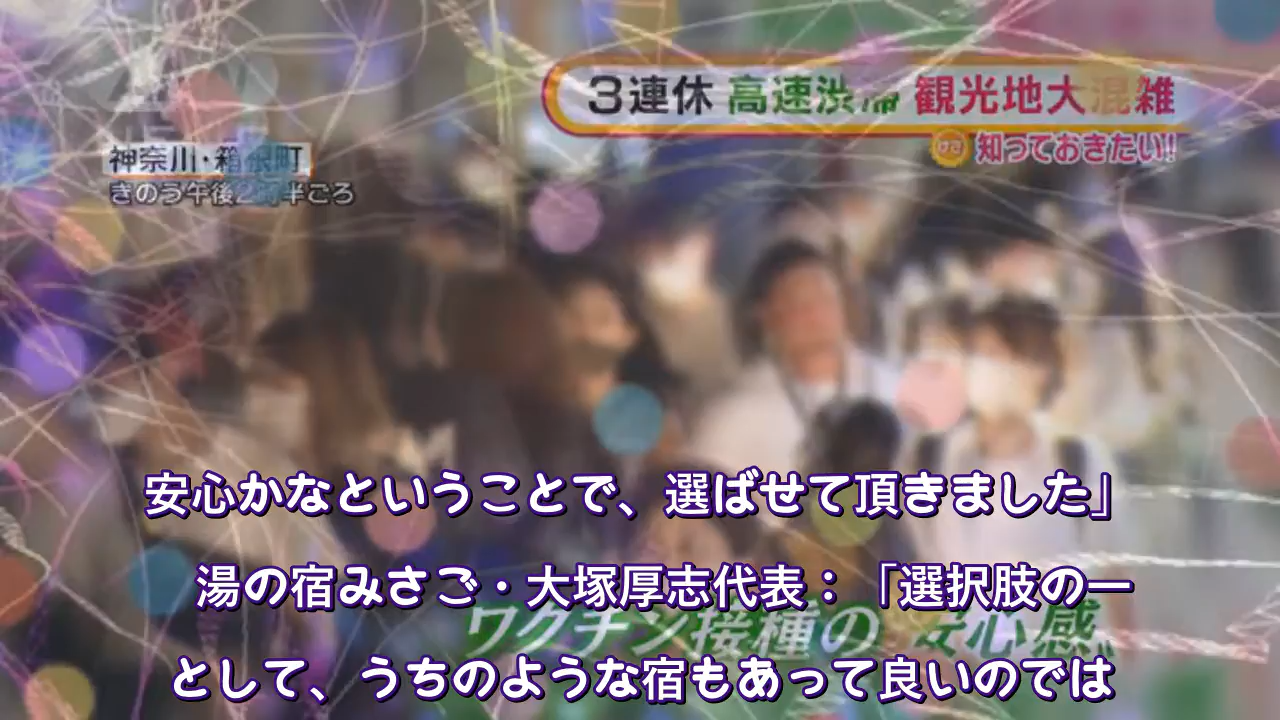 3連休 高速渋滞 観光地大混雑
けさ 知っておきたい!!
神奈川・箱根町
きのう午後2時半ごろ
安心かなということで、選ばせて頂きました」
湯の宿みさご・大塚厚志代表:「選択肢の一
ワクチン接種の“安心感”
として、うちのような宿もあって良いのでは